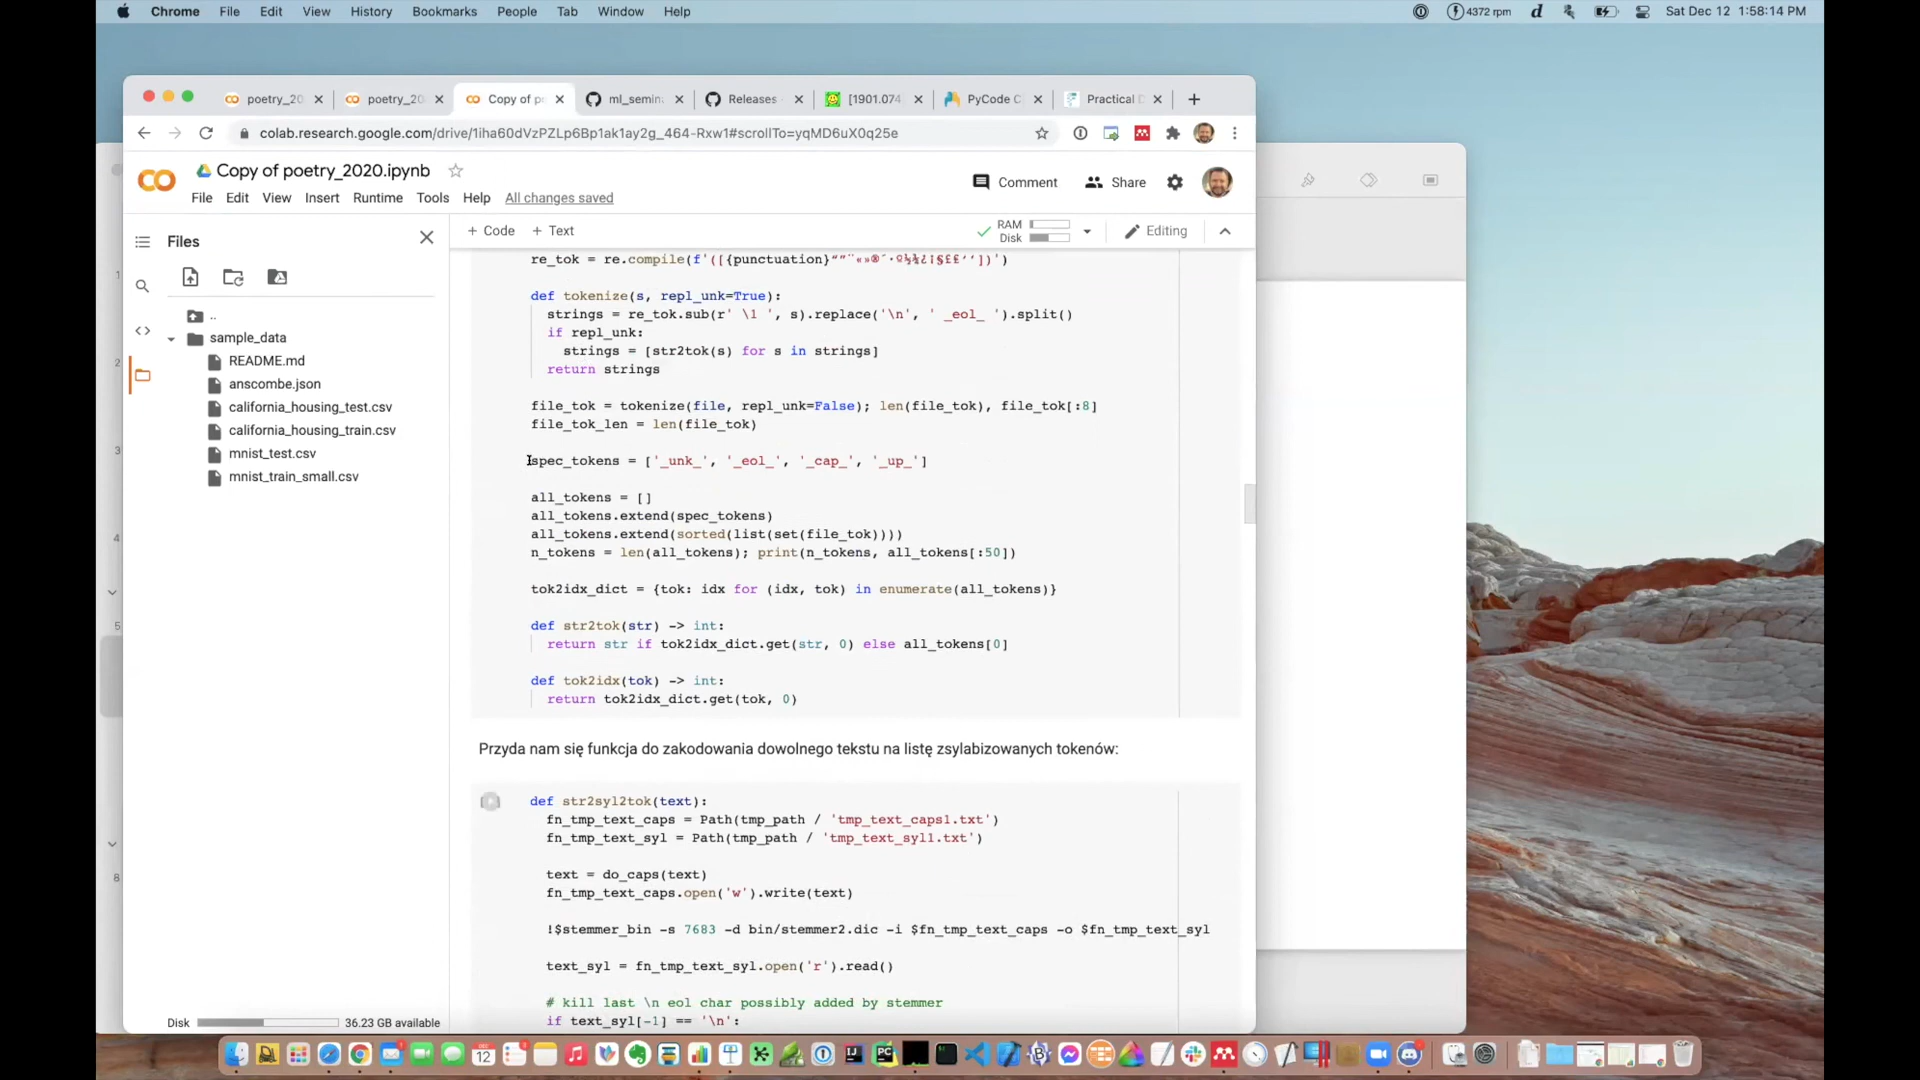 Chrome File Edit View History Bookmarks People Tab Window Help
4372 rpm
Sat Dec 12 1:58:14 PM
poetry_20
poetry_20
Copy of po
ml_semin
Releases
[1901.074
PyCode C
Practical D
colab.research.google.com/drive/1iha60dVzPZLp6Bp1ak1ay2g_464-Rxw1#scrollTo=yqMD6uX0q25e
Copy of poetry_2020.ipynb
Comment
Share
File Edit View Insert Runtime Tools Help All changes saved
Files
+ Code + Text
RAM
Disk
Editing
..
sample_data
README.md
anscombe.json
california_housing_test.csv
california_housing_train.csv
mnist_test.csv
mnist_train_small.csv
Disk
36.23 GB available
def tokenize(s, repl_unk=True):
strings = re_tok.sub(r' \1 ', s).replace('\n', ' _eol_ ').split()
if repl_unk:
strings = [str2tok(s) for s in strings]
return strings
file_tok = tokenize(file, repl_unk=False); len(file_tok), file_tok[:8]
file_tok_len = len(file_tok)
spec_tokens = ['_unk_', '_eol_', '_cap_', '_up_']
all_tokens = []
all_tokens.extend(spec_tokens)
all_tokens.extend(sorted(list(set(file_tok))))
n_tokens = len(all_tokens); print(n_tokens, all_tokens[:50])
tok2idx_dict = {tok: idx for (idx, tok) in enumerate(all_tokens)}
def str2tok(str) -> int:
return str if tok2idx_dict.get(str, 0) else all_tokens[0]
def tok2idx(tok) -> int:
return tok2idx_dict.get(tok, 0)
Przyda nam się funkcja do zakodowania dowolnego tekstu na listę zsylabizowanych tokenów:
def str2syl2tok(text):
fn_tmp_text_caps = Path(tmp_path / 'tmp_text_caps1.txt')
fn_tmp_text_syl = Path(tmp_path / 'tmp_text_syl1.txt')
text = do_caps(text)
fn_tmp_text_caps.open('w').write(text)
!$stemmer_bin -s 7683 -d bin/stemmer2.dic -i $fn_tmp_text_caps -o $fn_tmp_text_syl
text_syl = fn_tmp_text_syl.open('r').read()
# kill last \n eol char possibly added by stemmer
if text_syl[-1] == '\n':